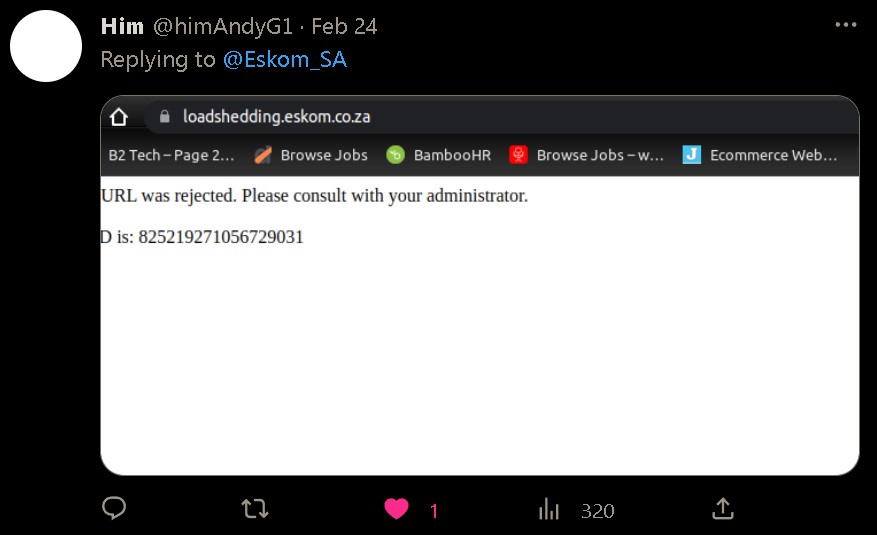 Him @himAndyG1 · Feb 24
Replying to @Eskom_SA
loadshedding.eskom.co.za
B2 Tech – Page 2... Browse Jobs BambooHR Browse Jobs – w... Ecommerce Web...
URL was rejected. Please consult with your administrator.
D is: 825219271056729031
1 320